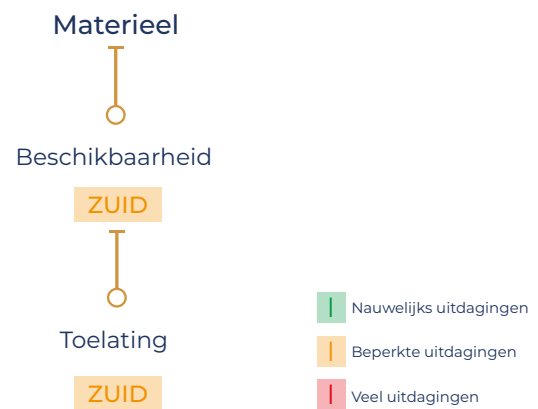 Materieel
Beschikbaarheid
ZUID
Toelating
ZUID
Nauwelijks uitdagingen
Beperkte uitdagingen
Veel uitdagingen